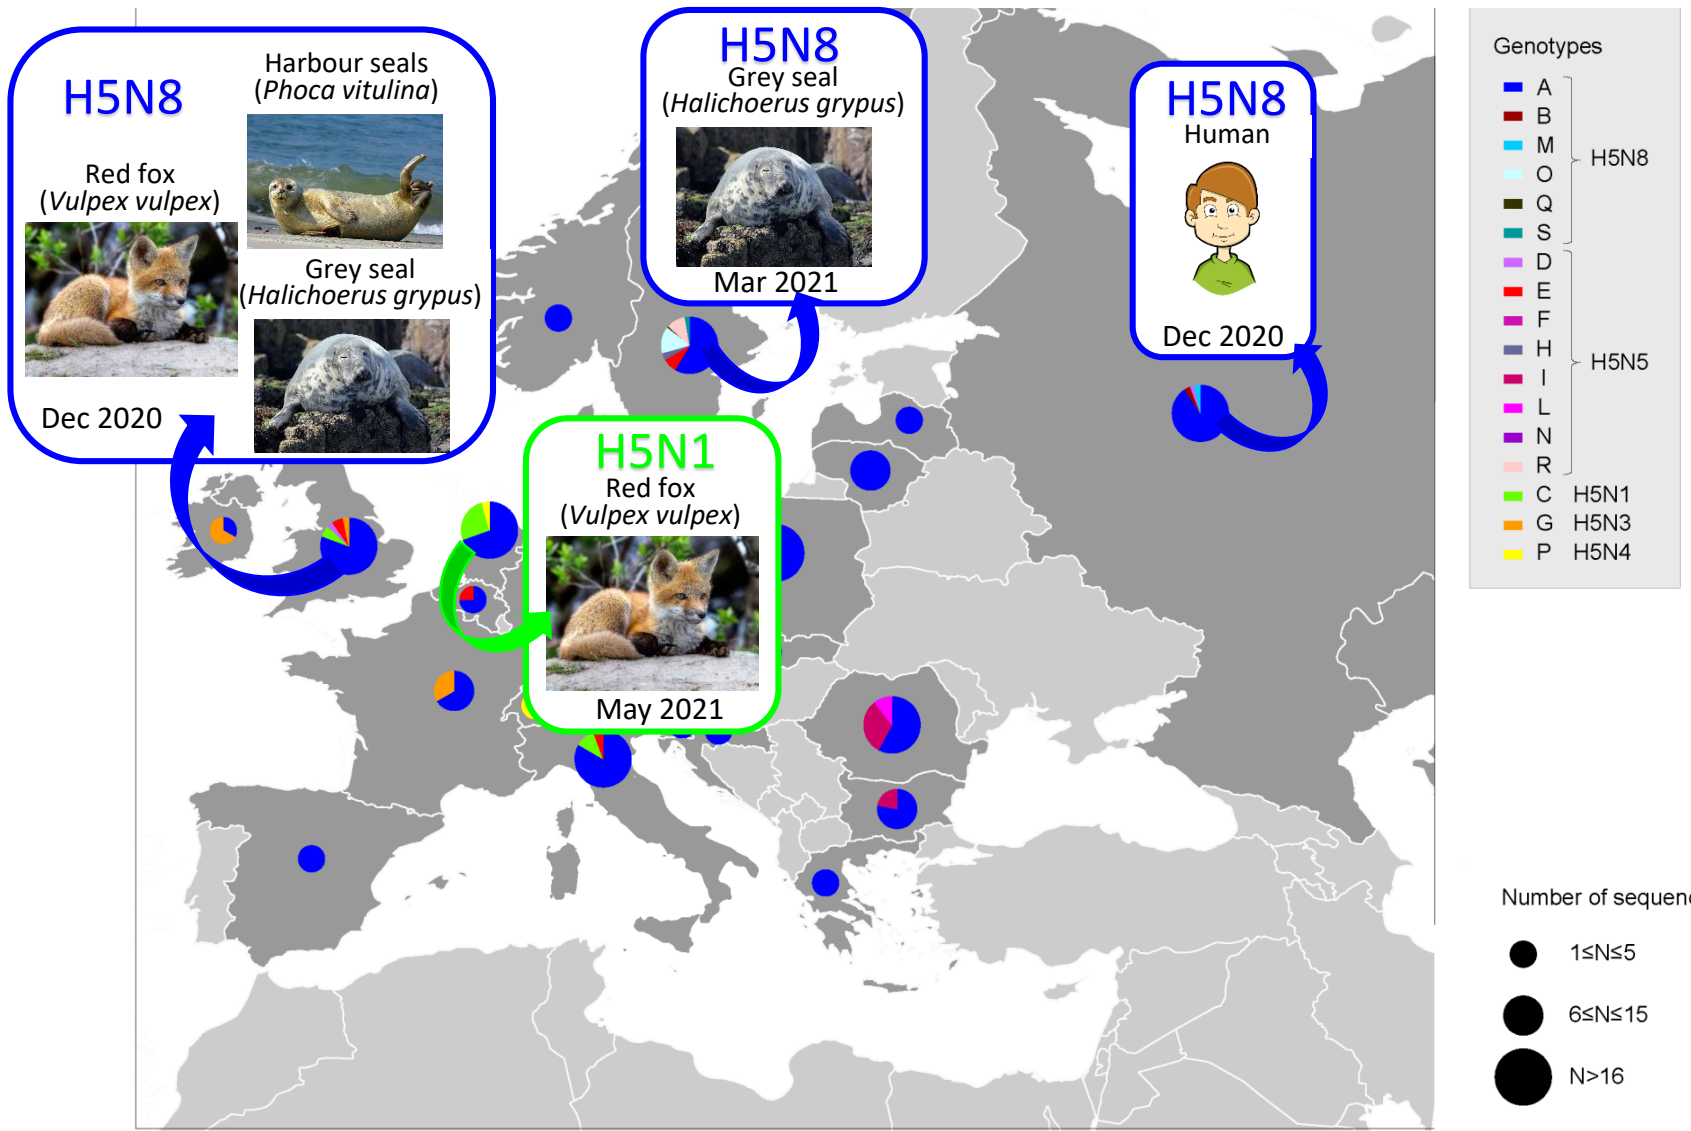 H5N8
Harbour seals
(Phoca vitulina)
Red fox
(Vulpex vulpex)
Grey seal
(Halichoerus grypus)
Dec 2020
H5N8
Grey seal
(Halichoerus grypus)
Mar 2021
H5N8
Human
Dec 2020
H5N1
Red fox
(Vulpex vulpex)
May 2021
Genotypes
A
B
M
O
Q
S
H5N8
D
E
F
H
I
L
N
R
H5N5
C H5N1
G H5N3
P H5N4
Number of sequenc
1≤N≤5
6≤N≤15
N>16